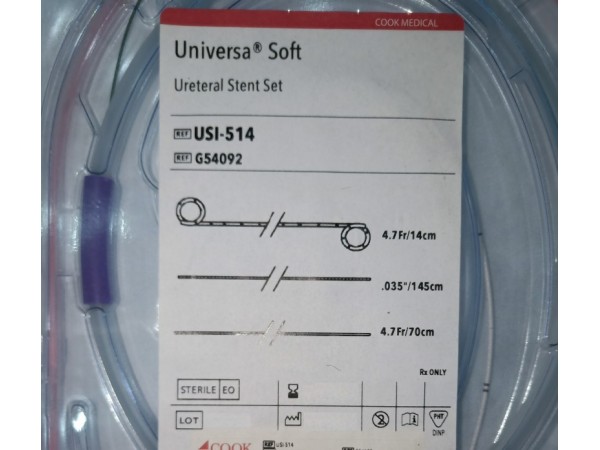 COOK MEDICAL
Universa® Soft
Ureteral Stent Set
REF USI-514
REF G54092
4.7Fr/14cm
.035"/145cm
4.7Fr/70cm
Rx ONLY
STERILE EO
LOT
PHT
DINP
COOK REF USI-514